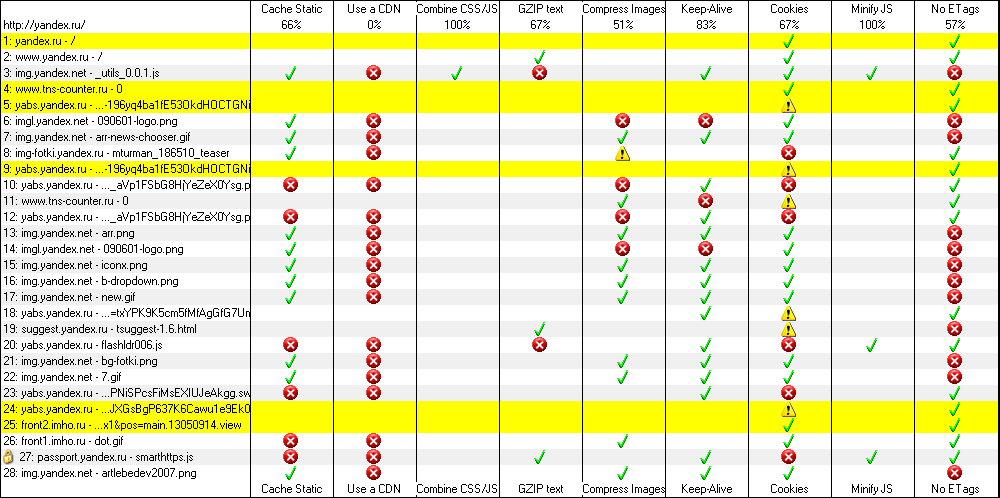 Cache Static Use a CDN Combine CSS/JS GZIP text Compress Images Keep-Alive Cookies Minify JS No ETags
http://yandex.ru/ 66% 0% 100% 67% 51% 83% 67% 100% 57%
1: yandex.ru - /
2: www.yandex.ru - /
3: img.yandex.net - _utils_0.0.1.js
4: www.tns-counter.ru - 0
5: yabs.yandex.ru - ...-196yq4ba1fE53OkdHOCTGNi
6: imgl.yandex.net - 090601-logo.png
7: img.yandex.net - arr-news-chooser.gif
8: img-fotki.yandex.ru - mturman_186510_teaser
9: yabs.yandex.ru - ...-196yq4ba1fE53OkdHOCTGNi
10: yabs.yandex.ru - ..._aVp1FSbG8HjYeZeX0Ysg.p
11: www.tns-counter.ru - 0
12: yabs.yandex.ru - ..._aVp1FSbG8HjYeZeX0Ysg.p
13: img.yandex.net - arr.png
14: imgl.yandex.net - 090601-logo.png
15: img.yandex.net - iconx.png
16: img.yandex.net - b-dropdown.png
17: img.yandex.net - new.gif
18: yabs.yandex.ru - ...=txYPK9K5cm5fMfAgGfG7Un
19: suggest.yandex.ru - tsuggest-1.6.html
20: yabs.yandex.ru - flashldr006.js
21: img.yandex.net - bg-fotki.png
22: img.yandex.net - 7.gif
23: yabs.yandex.ru - ...PNiSPcsFiMsEXIUJeAkgg.sw
24: yabs.yandex.ru - ...JXGsBgP637K6Cawu1e9Ek0
25: front2.imho.ru - ...x1&pos=main.13050914.view
26: front1.imho.ru - dot.gif
27: passport.yandex.ru - smarthttps.js
28: img.yandex.net - artlebedev2007.png
Cache Static Use a CDN Combine CSS/JS GZIP text Compress Images Keep-Alive Cookies Minify JS No ETags